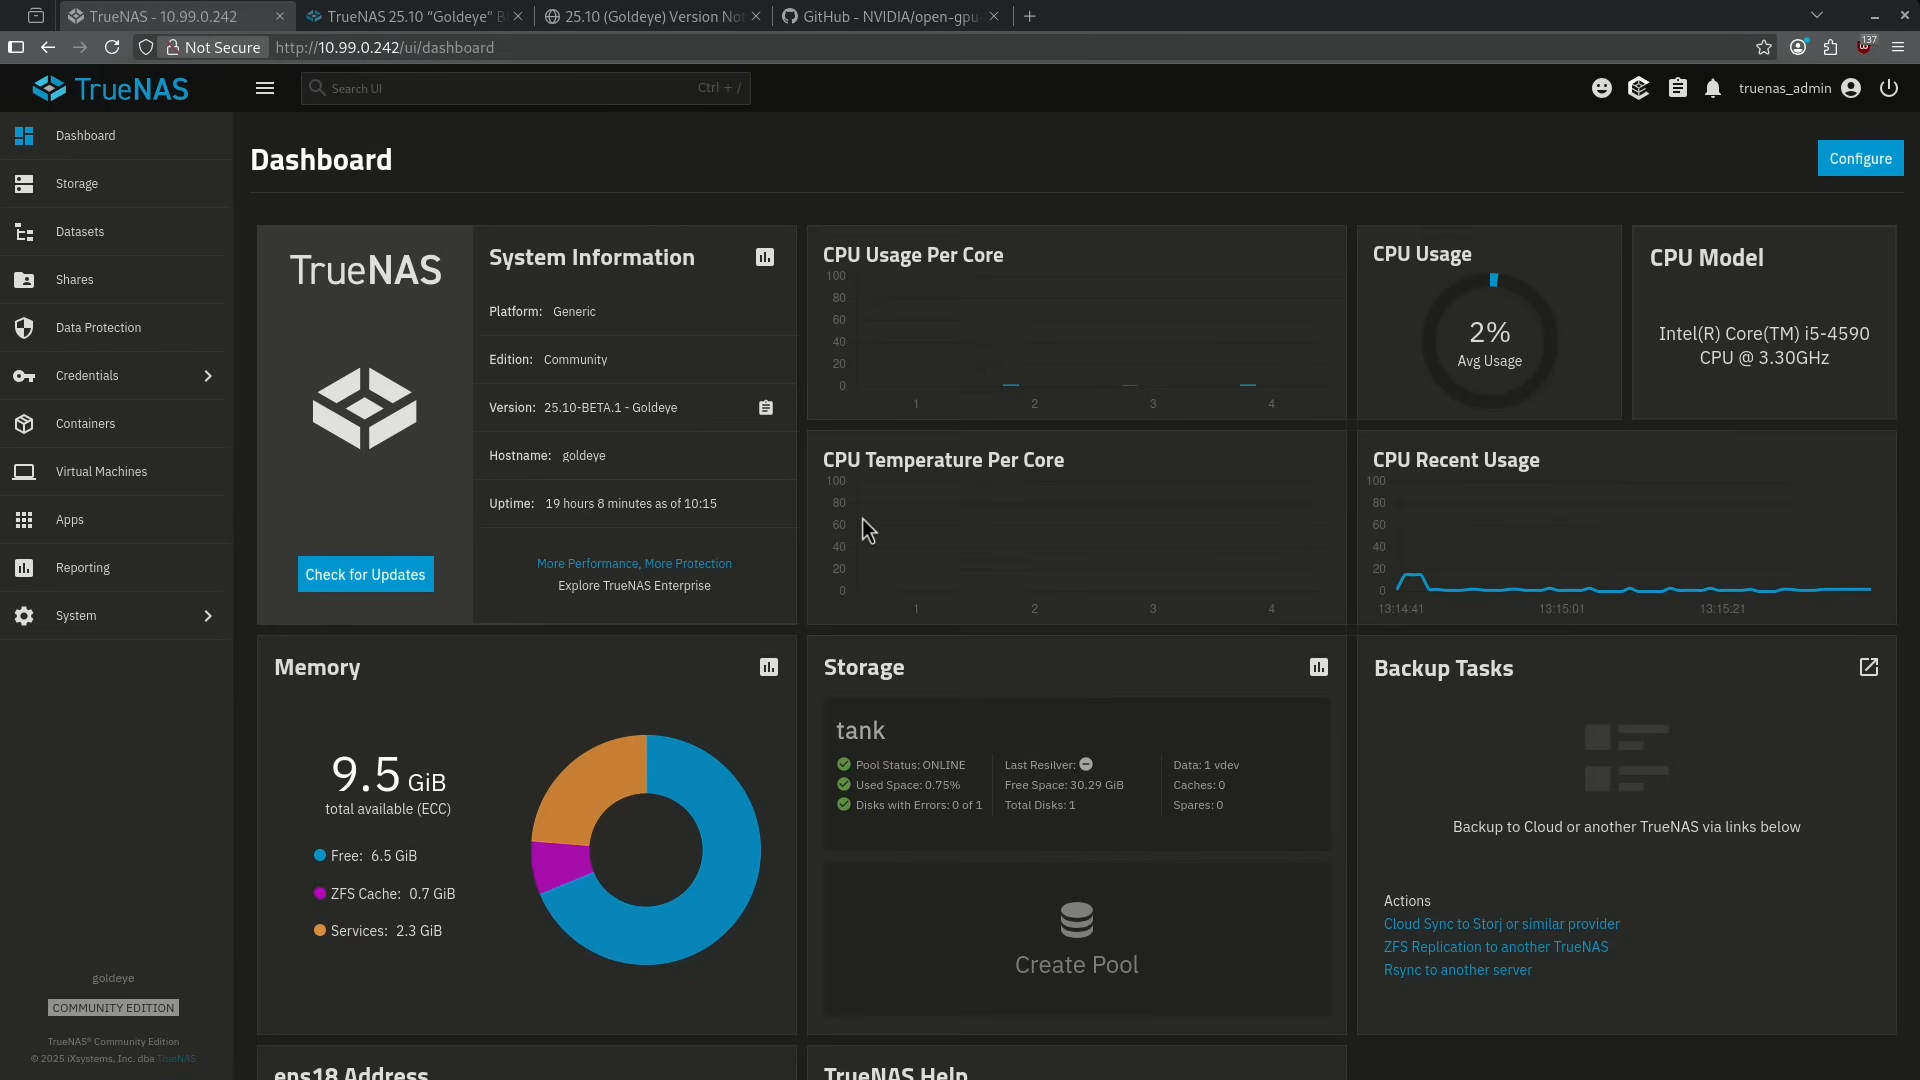 TrueNAS - 10.99.0.242
TrueNAS 25.10 “Goldeye” B
25.10 (Goldeye) Version Not
GitHub - NVIDIA/open-gpu-
Not Secure
http://10.99.0.242/ui/dashboard
137
TrueNAS
Search UI
Ctrl + /
truenas_admin
Dashboard
Storage
Datasets
Shares
Data Protection
Credentials
Containers
Virtual Machines
Apps
Reporting
System
goldeye
COMMUNITY EDITION
TrueNAS® Community Edition
© 2025 iXsystems, Inc. dba TrueNAS
Dashboard
Configure
TrueNAS
Check for Updates
System Information
Platform: Generic
Edition: Community
Version: 25.10-BETA.1 - Goldeye
Hostname: goldeye
Uptime: 19 hours 8 minutes as of 10:15
More Performance, More Protection
Explore TrueNAS Enterprise
CPU Usage Per Core
100
80
60
40
20
0
1 2 3 4
CPU Usage
2%
Avg Usage
CPU Model
Intel(R) Core(TM) i5-4590
CPU @ 3.30GHz
CPU Temperature Per Core
100
80
60
40
20
0
1 2 3 4
CPU Recent Usage
100
80
60
40
20
0
13:14:41 13:15:01 13:15:21
Memory
9.5 GiB
total available (ECC)
Free: 6.5 GiB
ZFS Cache: 0.7 GiB
Services: 2.3 GiB
Storage
tank
Pool Status: ONLINE
Used Space: 0.75%
Disks with Errors: 0 of 1
Last Resilver:
Free Space: 30.29 GiB
Total Disks: 1
Data: 1 vdev
Caches: 0
Spares: 0
Create Pool
Backup Tasks
Backup to Cloud or another TrueNAS via links below
Actions
Cloud Sync to Storj or similar provider
ZFS Replication to another TrueNAS
Rsync to another server
ens18 Address
TrueNAS Help